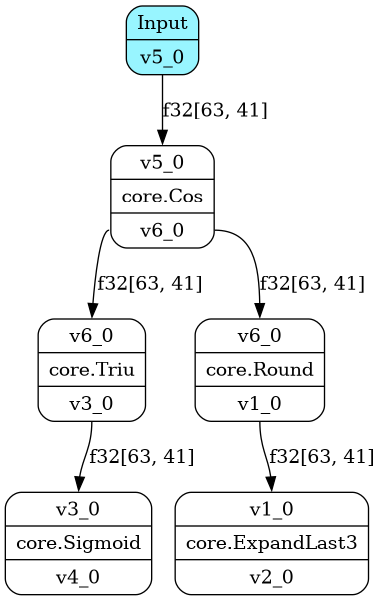 Input
v5_0
f32[63, 41]
v5_0
core.Cos
v6_0
f32[63, 41]
f32[63, 41]
v6_0
core.Triu
v3_0
v6_0
core.Round
v1_0
f32[63, 41]
f32[63, 41]
v3_0
core.Sigmoid
v4_0
v1_0
core.ExpandLast3
v2_0